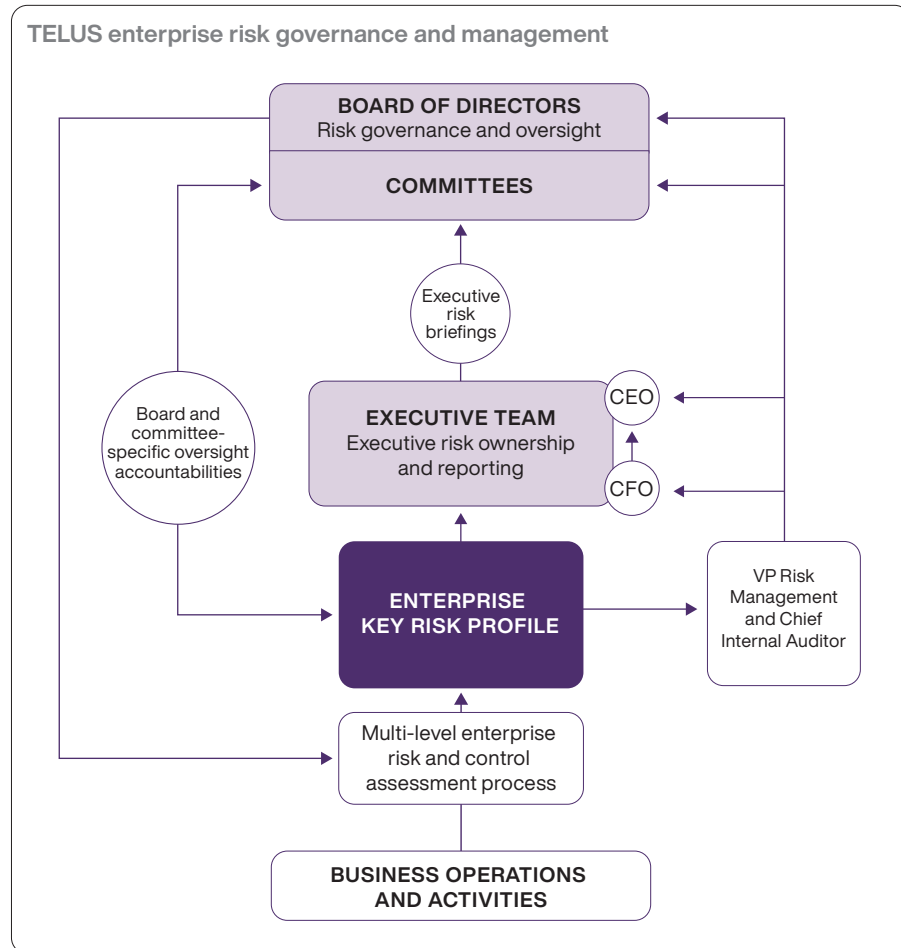 TELUS enterprise risk governance and management
BOARD OF DIRECTORS
Risk governance and oversight
COMMITTEES
Executive
risk
briefings
CEO
EXECUTIVE TEAM
Executive risk ownership
and reporting
CFO
Board and
committee-
specific oversight
accountabilities
ENTERPRISE
KEY RISK PROFILE
VP Risk
Management
and Chief
Internal Auditor
Multi-level enterprise
risk and control
assessment process
BUSINESS OPERATIONS
AND ACTIVITIES